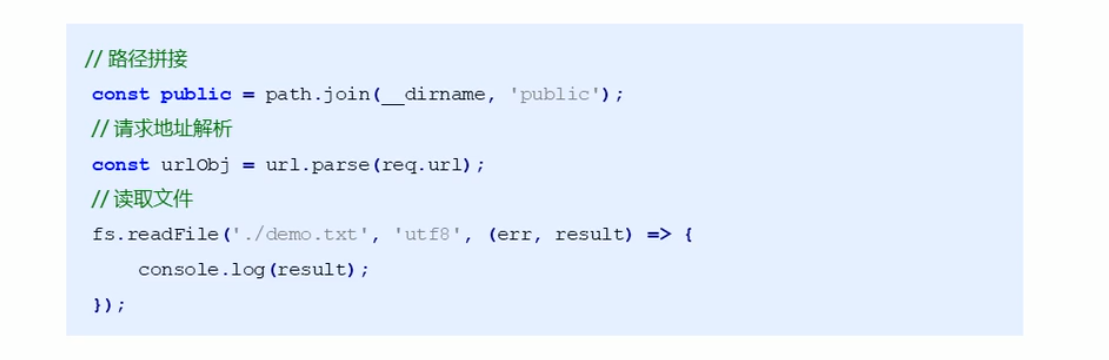 // 路径拼接
const public = path.join(__dirname, 'public');
// 请求地址解析
const urlObj = url.parse(req.url);
// 读取文件
fs.readFile('./demo.txt', 'utf8', (err, result) => {
    console.log(result);
});